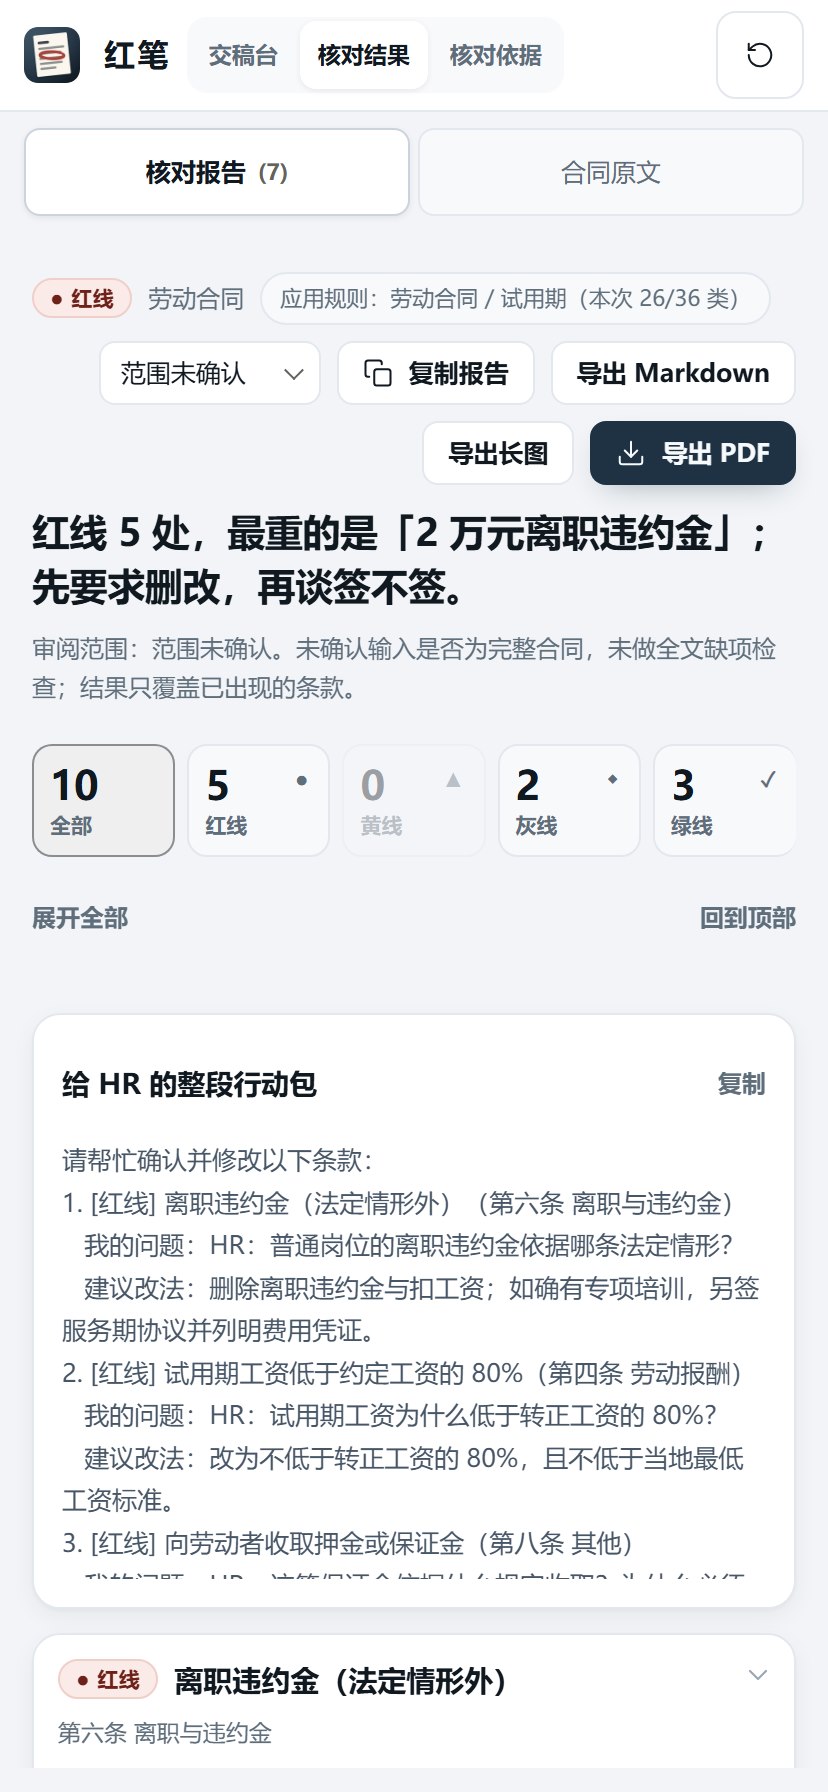 红笔
交稿台
核对结果
核对依据
核对报告 (7)
合同原文
红线
劳动合同
应用规则：劳动合同 / 试用期（本次 26/36 类）
范围未确认
复制报告
导出 Markdown
导出长图
导出 PDF
红线 5 处，最重的是「2 万元离职违约金」；
先要求删改，再谈签不签。
审阅范围：范围未确认。未确认输入是否为完整合同，未做全文缺项检
查；结果只覆盖已出现的条款。
10
全部
5
红线
0
黄线
2
灰线
3
绿线
展开全部
回到顶部
给 HR 的整段行动包
复制
请帮忙确认并修改以下条款：
1. [红线] 离职违约金（法定情形外）（第六条 离职与违约金）
我的问题：HR：普通岗位的离职违约金依据哪条法定情形？
建议改法：删除离职违约金与扣工资；如确有专项培训，另签
服务期协议并列明费用凭证。
2. [红线] 试用期工资低于约定工资的 80%（第四条 劳动报酬）
我的问题：HR：试用期工资为什么低于转正工资的 80%？
建议改法：改为不低于转正工资的 80%，且不低于当地最低
工资标准。
3. [红线] 向劳动者收取押金或保证金（第八条 其他）
红线
离职违约金（法定情形外）
第六条 离职与违约金